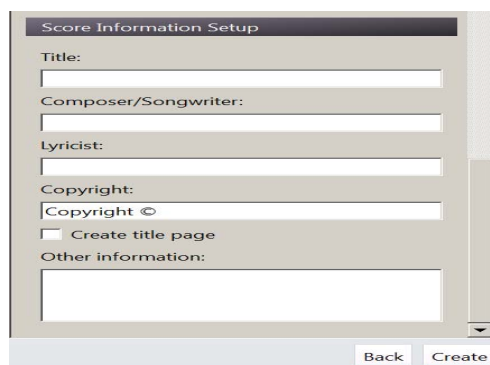 Score Information Setup
Title:
Composer/Songwriter:
Lyricist:
Copyright:
Copyright ©
Create title page
Other information:
Back Create